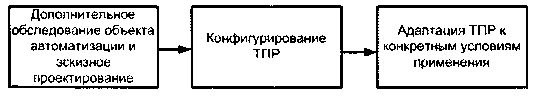 Дополнительное
обследование объекта
автоматизации и
эскизное
проектирование
Конфигурирование
ТПР
Адаптация ТПР к
конкретным условиям
применения